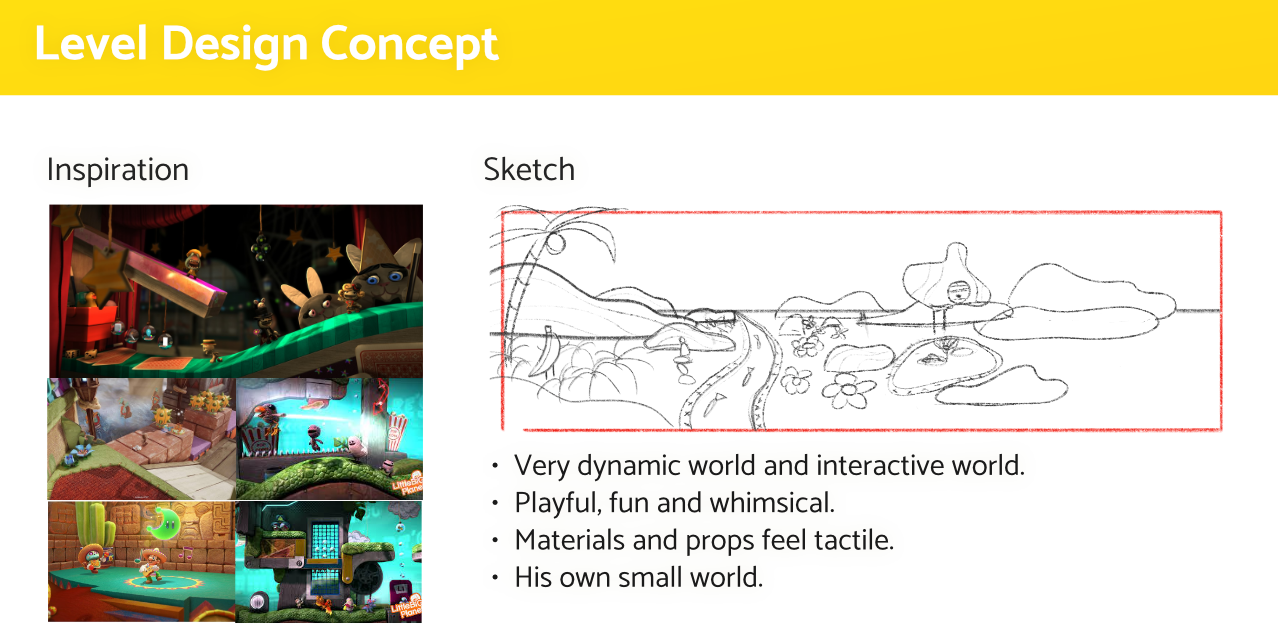 Level Design Concept
Inspiration
Sketch
• Very dynamic world and interactive world.
• Playful, fun and whimsical.
• Materials and props feel tactile.
• His own small world.
LittleBIG
Planet
LittleBIG
Planet